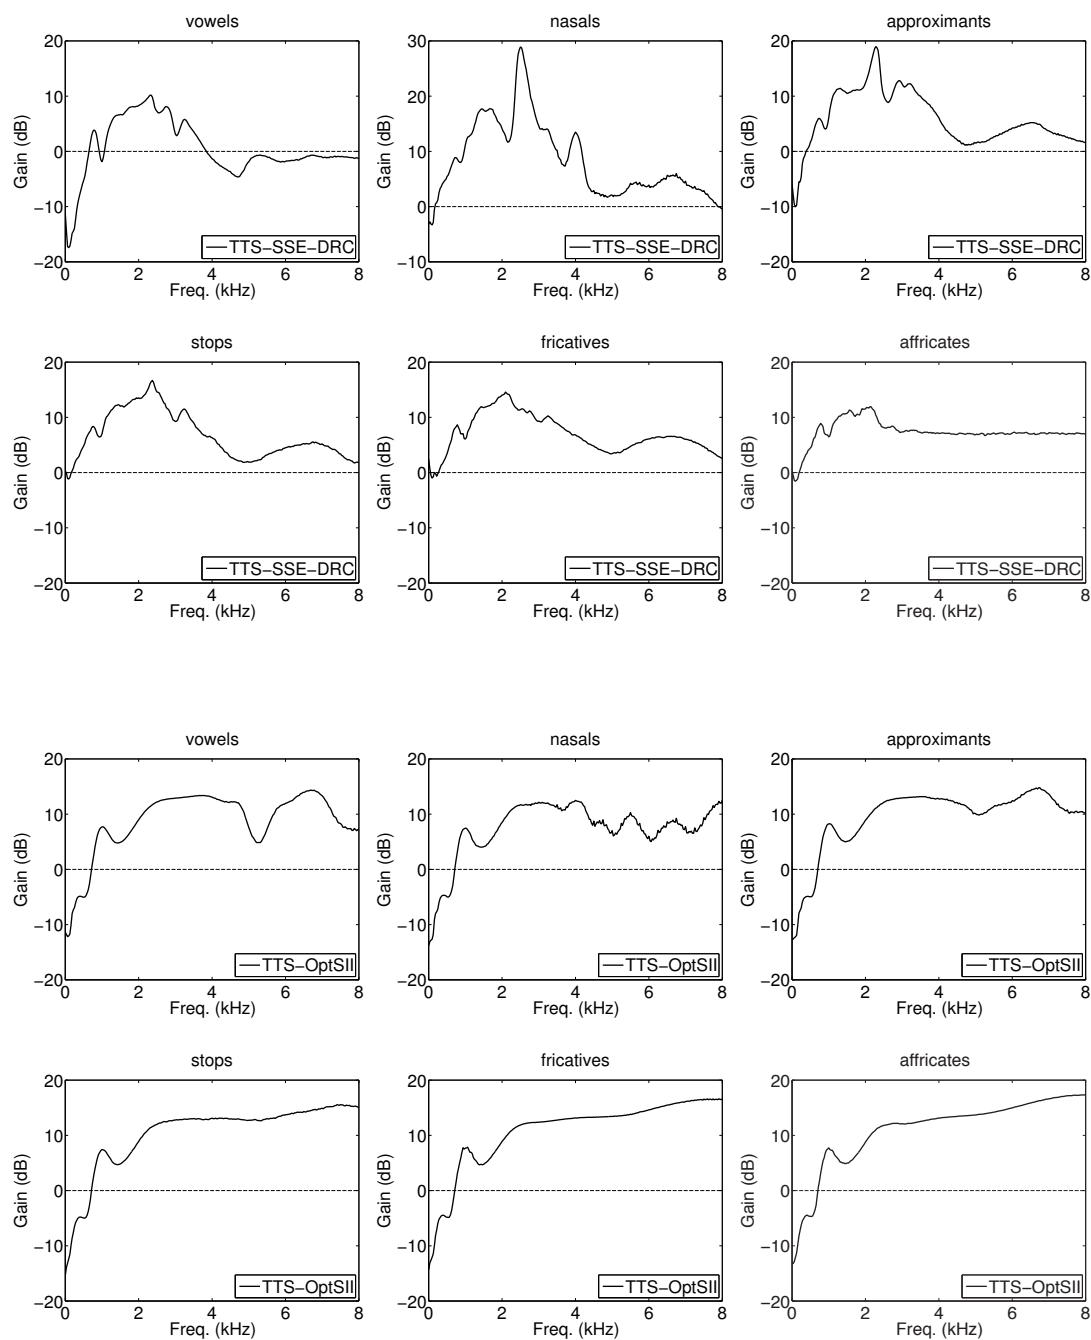 vowels
nasals
approximants
20
10
0
−10
−20
Gain (dB)
TTS−SSE−DRC
0 2 4 6 8
Freq. (kHz)
30
20
10
0
−10
Gain (dB)
TTS−SSE−DRC
0 2 4 6 8
Freq. (kHz)
20
10
0
−10
−20
Gain (dB)
TTS−SSE−DRC
0 2 4 6 8
Freq. (kHz)
stops
fricatives
affricates
20
10
0
−10
−20
Gain (dB)
TTS−SSE−DRC
0 2 4 6 8
Freq. (kHz)
20
10
0
−10
−20
Gain (dB)
TTS−SSE−DRC
0 2 4 6 8
Freq. (kHz)
20
10
0
−10
−20
Gain (dB)
TTS−SSE−DRC
0 2 4 6 8
Freq. (kHz)
vowels
nasals
approximants
20
10
0
−10
−20
Gain (dB)
TTS−OptSII
0 2 4 6 8
Freq. (kHz)
20
10
0
−10
−20
Gain (dB)
TTS−OptSII
0 2 4 6 8
Freq. (kHz)
20
10
0
−10
−20
Gain (dB)
TTS−OptSII
0 2 4 6 8
Freq. (kHz)
stops
fricatives
affricates
20
10
0
−10
−20
Gain (dB)
TTS−OptSII
0 2 4 6 8
Freq. (kHz)
20
10
0
−10
−20
Gain (dB)
TTS−OptSII
0 2 4 6 8
Freq. (kHz)
20
10
0
−10
−20
Gain (dB)
TTS−OptSII
0 2 4 6 8
Freq. (kHz)